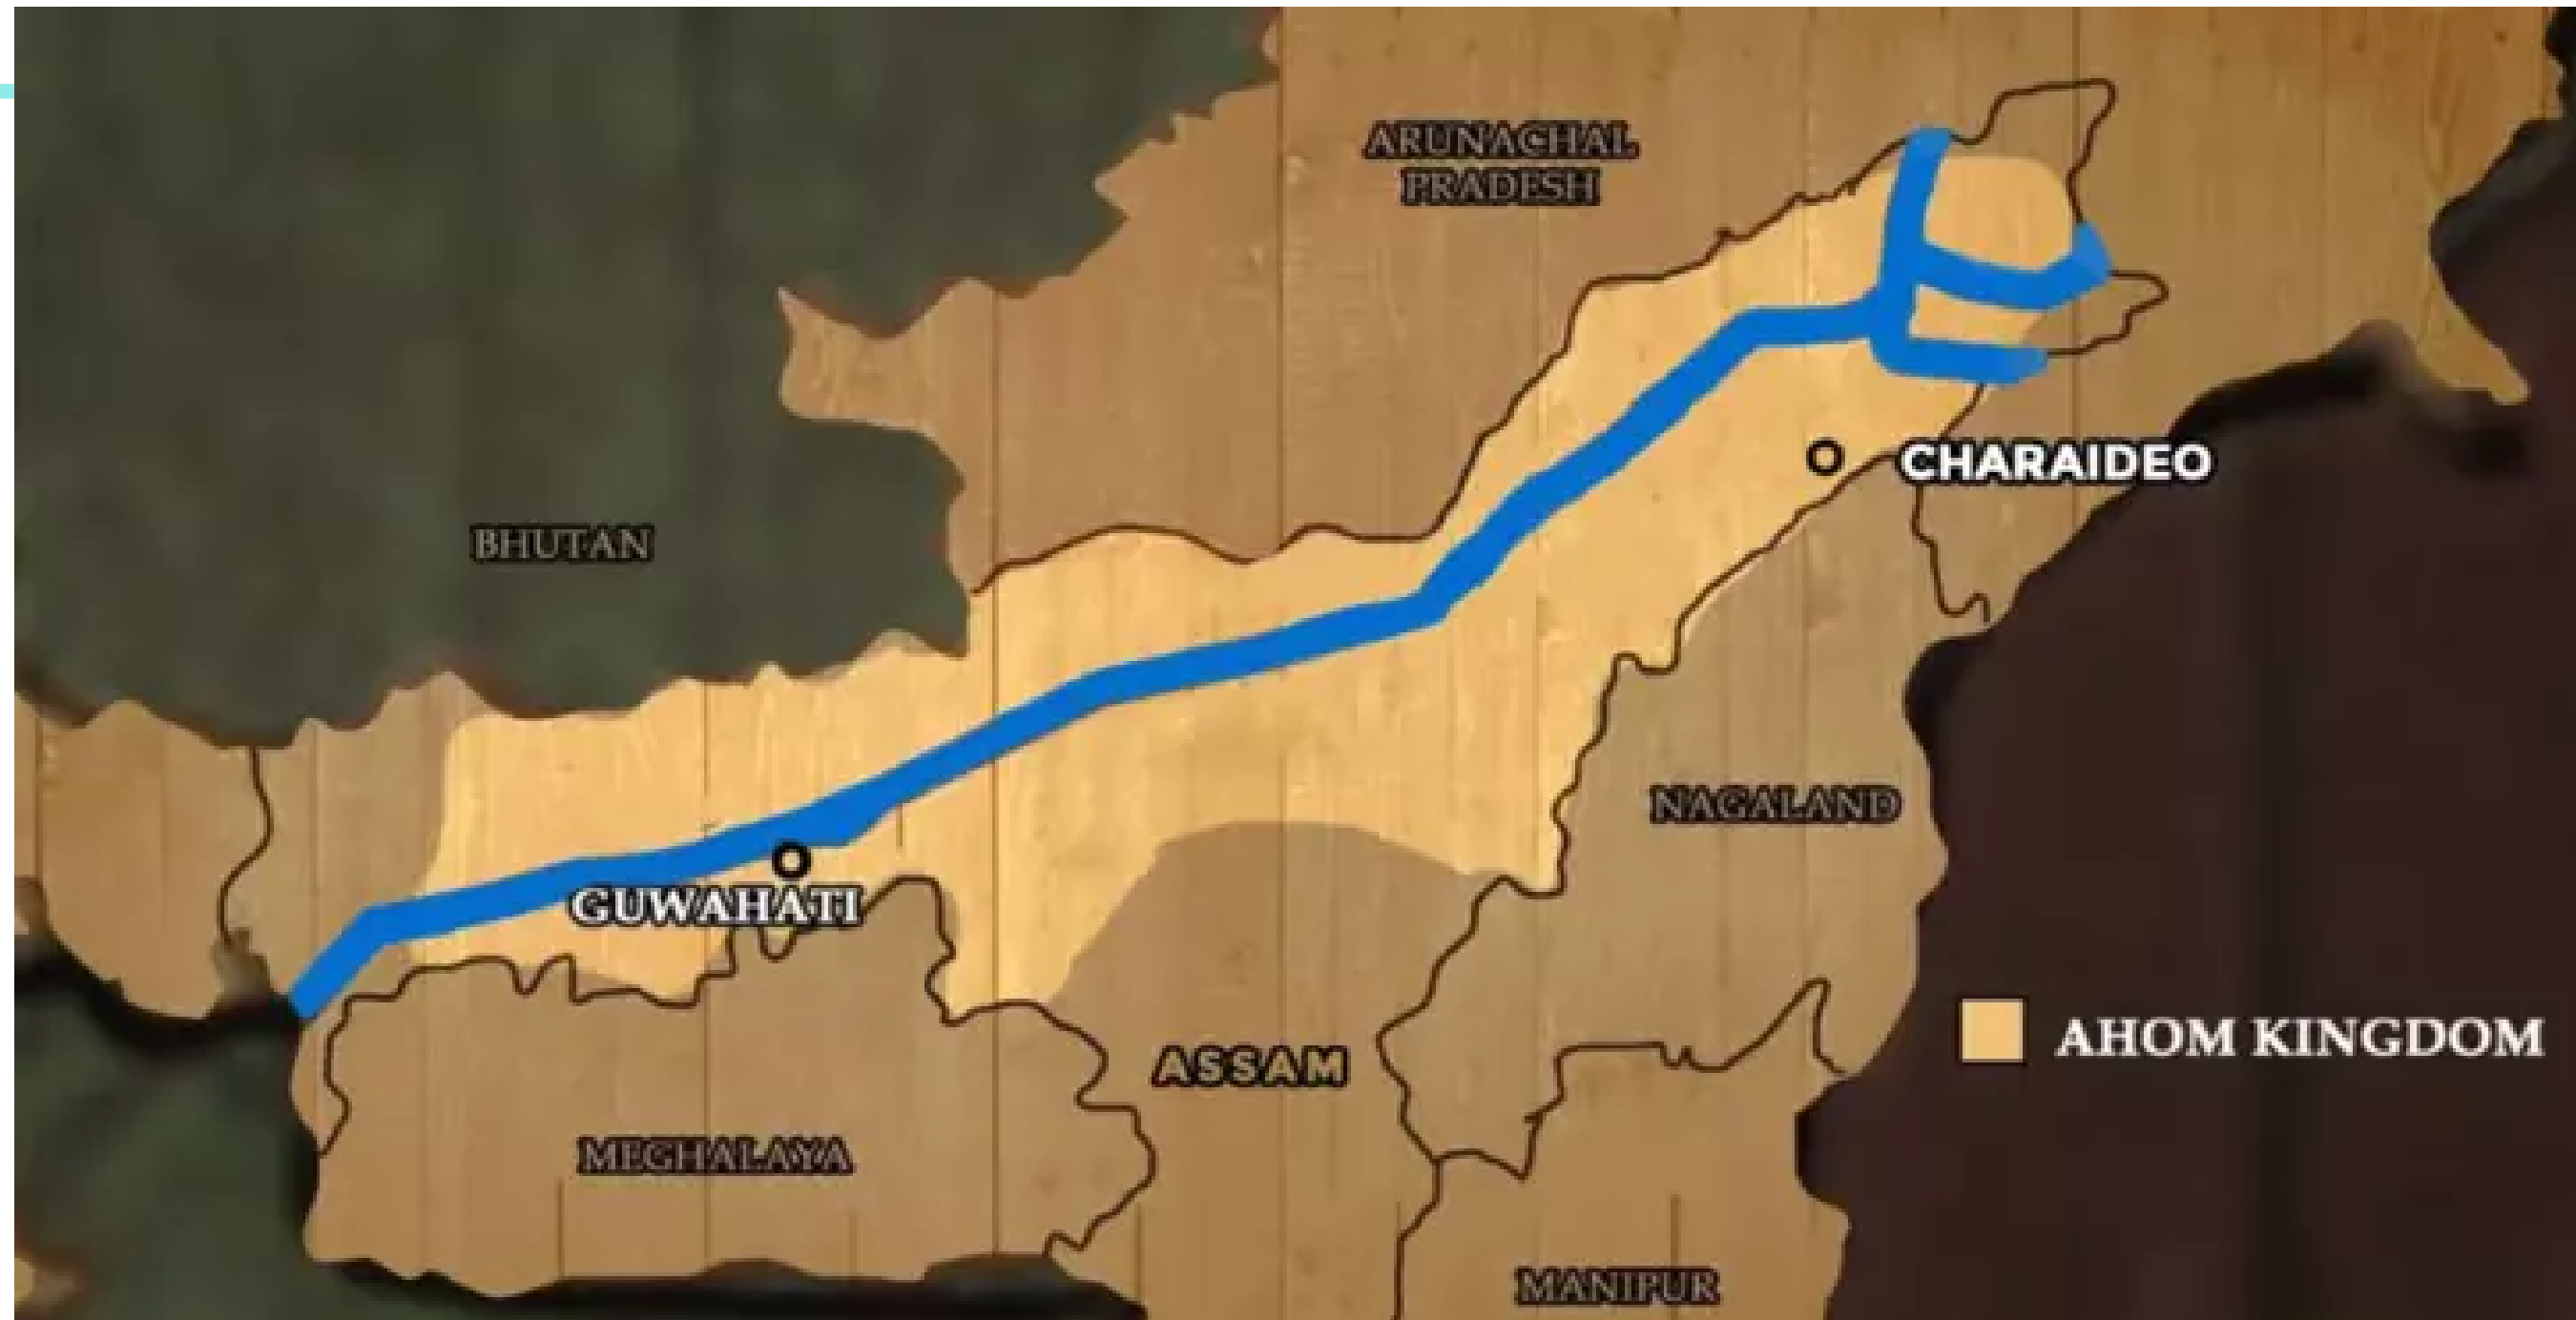 ARUNACHAL
PRADESH
CHARAIDEO
BHUTAN
NAGALAND
GUWAHATI
AHOM KINGDOM
ASSAM
MEGHALAYA
MANIPUR